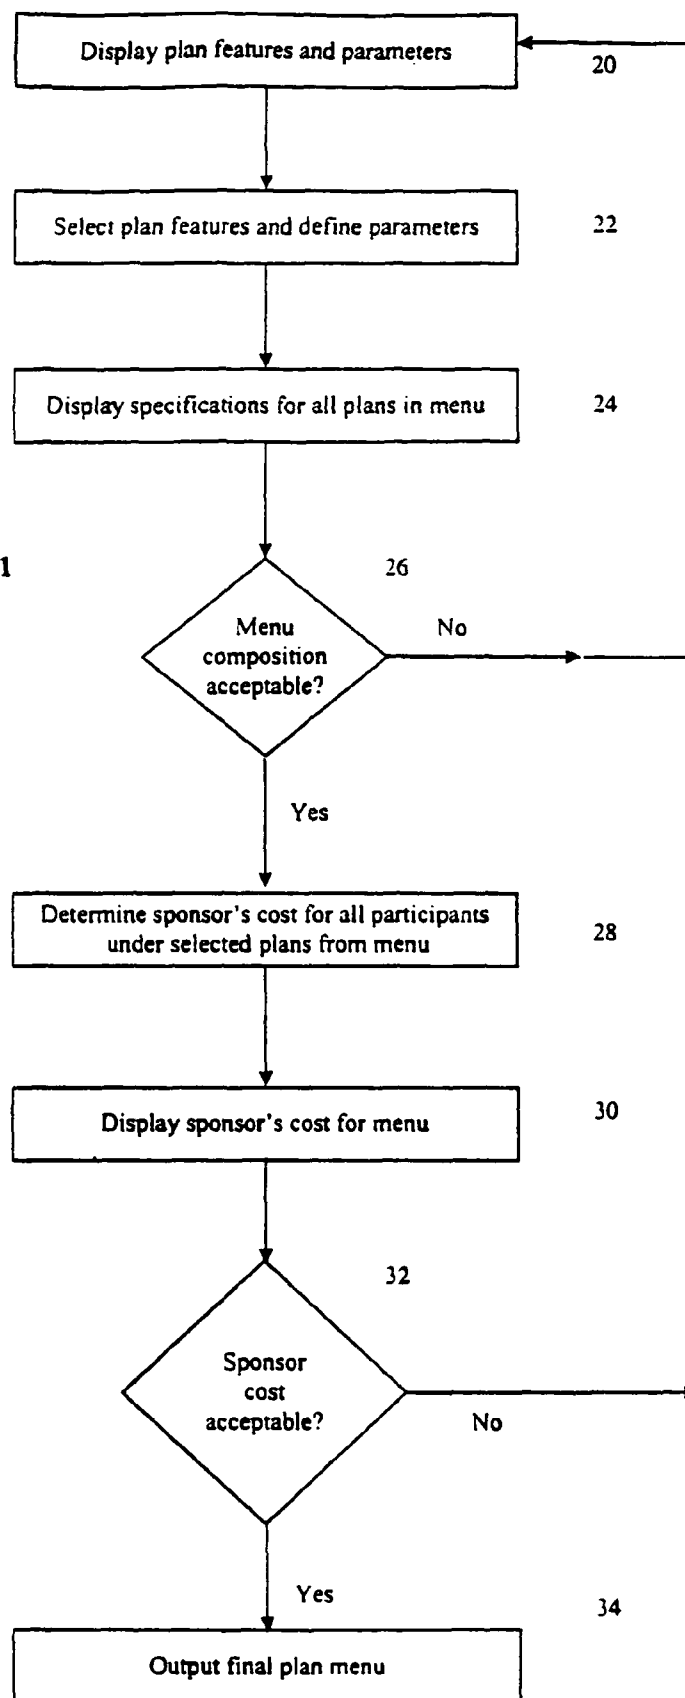 Display plan features and parameters
20
Select plan features and define parameters
22
Display specifications for all plans in menu
24
1
26
Menu
composition
acceptable?
No
Yes
Determine sponsor's cost for all participants
under selected plans from menu
28
Display sponsor's cost for menu
30
32
Sponsor
cost
acceptable?
No
Yes
34
Output final plan menu